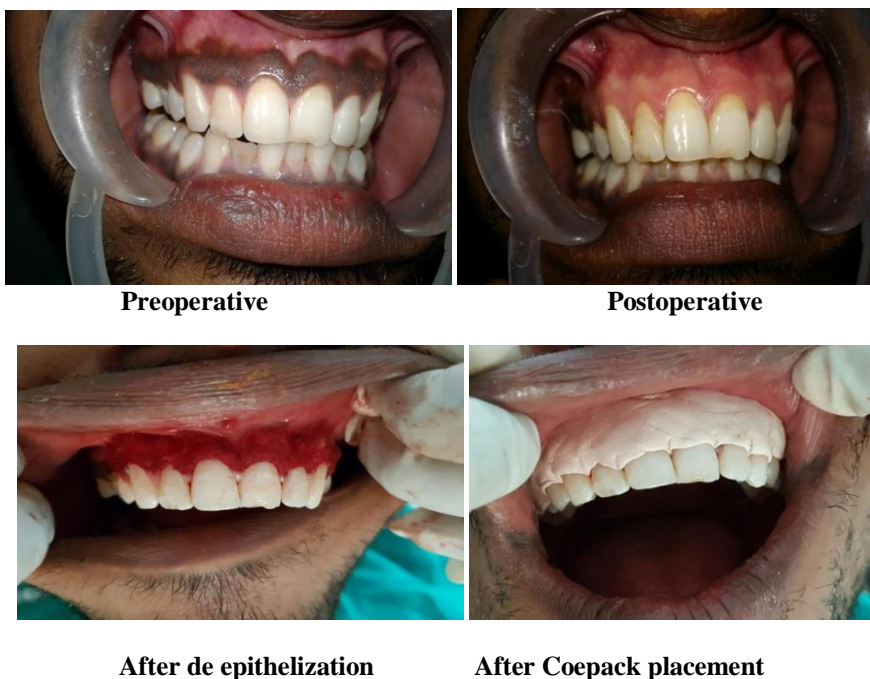 Preoperative
Postoperative
After de epithelization
After Coepack placement